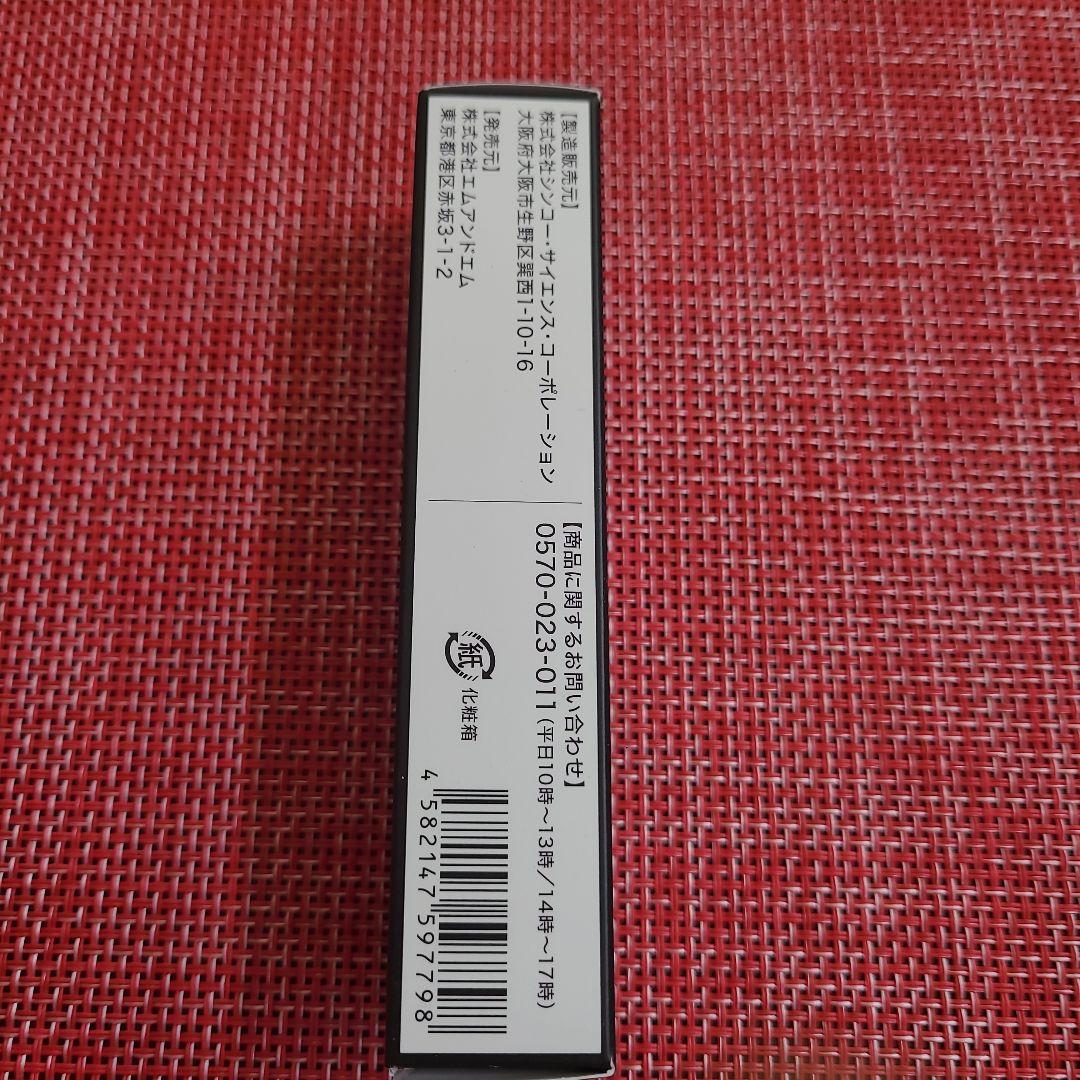 【製造販売元】
株式会社シンコー・サイエンス・コーポレーション
大阪府大阪市生野区巽西1-10-16
【発売元】
株式会社エムアンドエム
東京都港区赤坂3-1-2
【商品に関するお問い合わせ】
0570-023-011(平日10時～13時/14時～17時)
紙 化粧箱
4 582147 597798